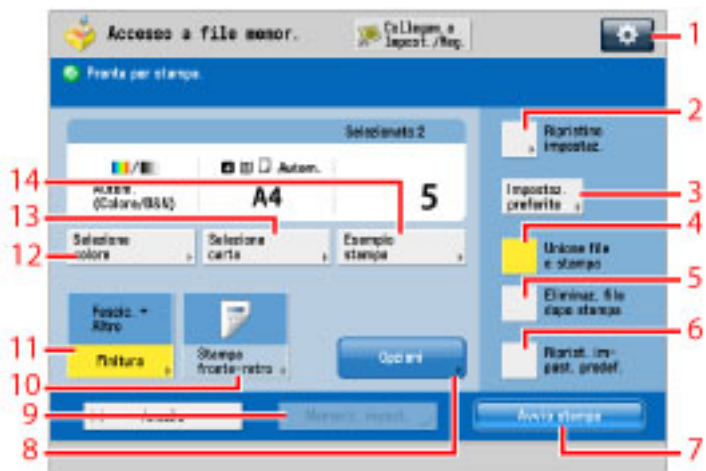 Accesso a file memor.
Collegam. a
Impost./Reg.
1
Pronta per stampa.
2
Ripristino
impostaz.
Selezionato:2
14
Autom.
(Colore/B&N)
Autom.
A4
5
Impostaz.
preferite
3
13
4
Selezione
colore
12
Selezione
carta
Esempio
stampa
Unione file
e stampa
5
Eliminaz. file
dopo stampa
6
Fascic. +
Altro
11
Finitura
Stampa
fronte-retro
10
Opzioni
Riprist. im-
post. predef.
9
8
Avvio stampa
7